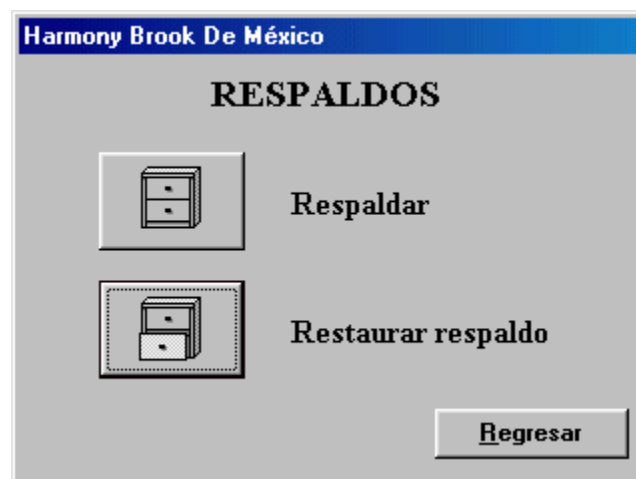 Harmony Brook De México
RESPALDOS
Respaldar
Restaurar respaldo
Regresar